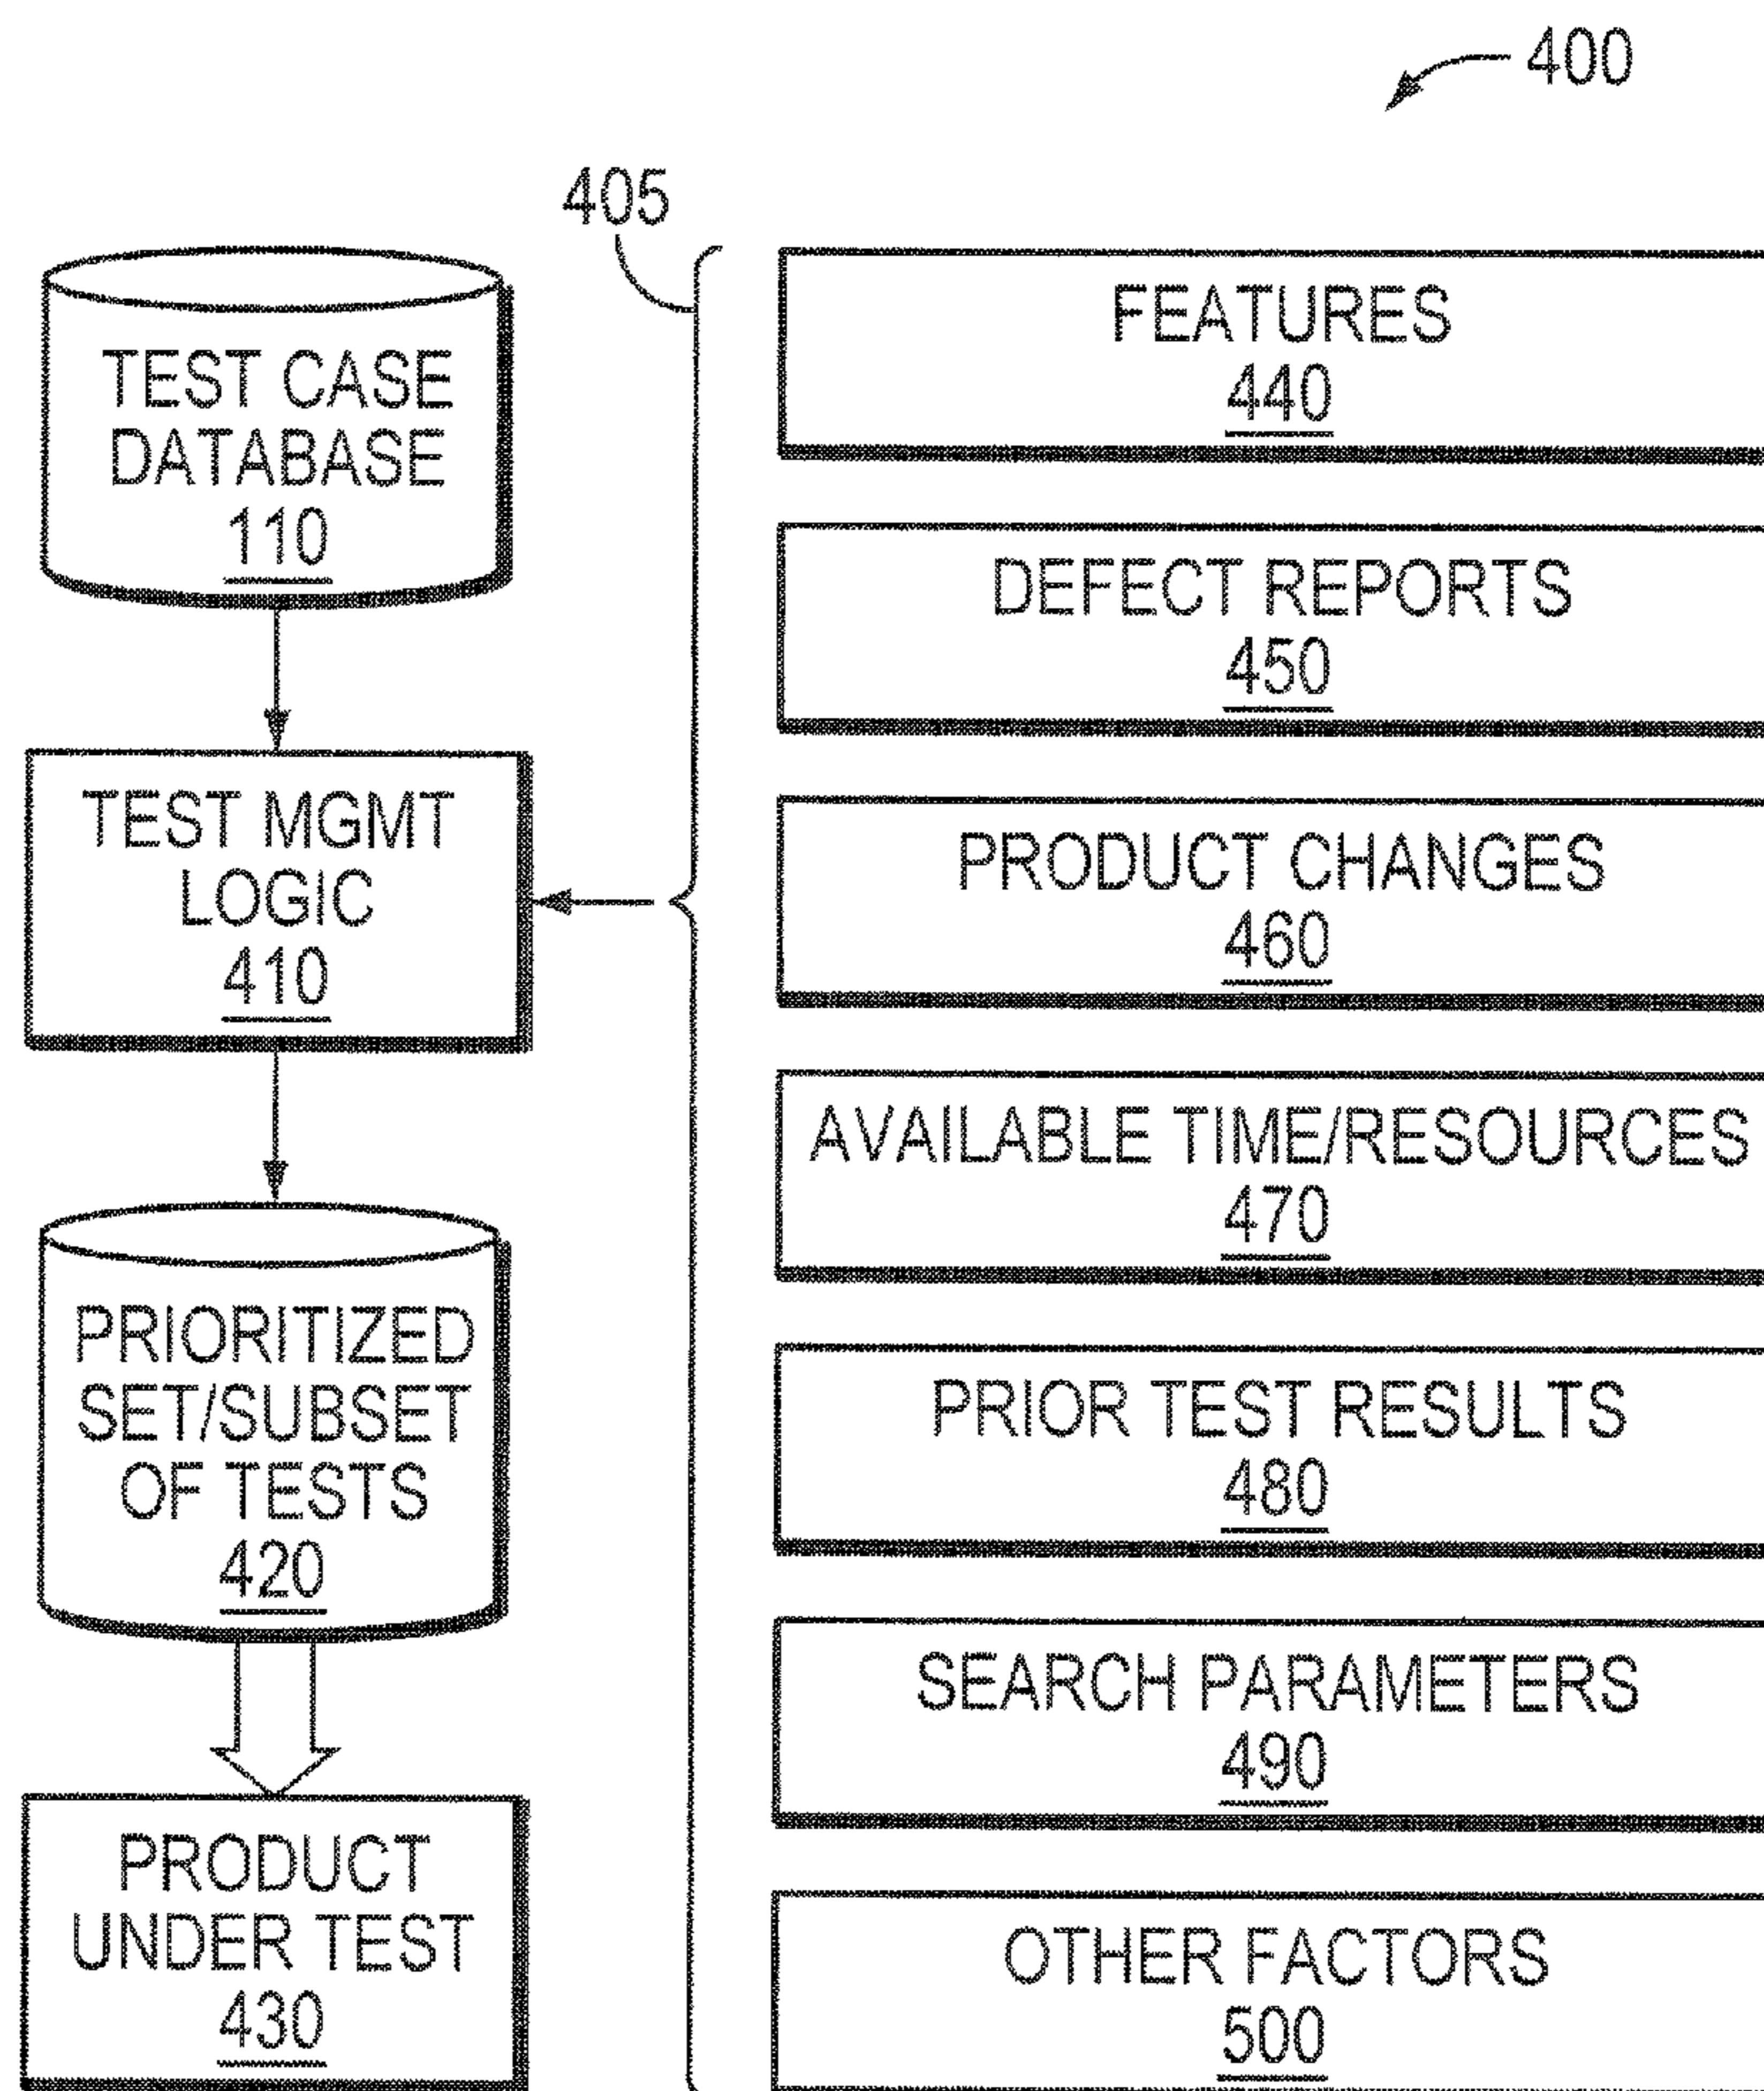 400
405
TEST CASE
DATABASE
110
TEST MGMT
LOGIC
410
PRIORITIZED
SET/SUBSET
OF TESTS
420
PRODUCT
UNDER TEST
430
FEATURES
440
DEFECT REPORTS
450
PRODUCT CHANGES
460
AVAILABLE TIME/RESOURCES
470
PRIOR TEST RESULTS
480
SEARCH PARAMETERS
490
OTHER FACTORS
500